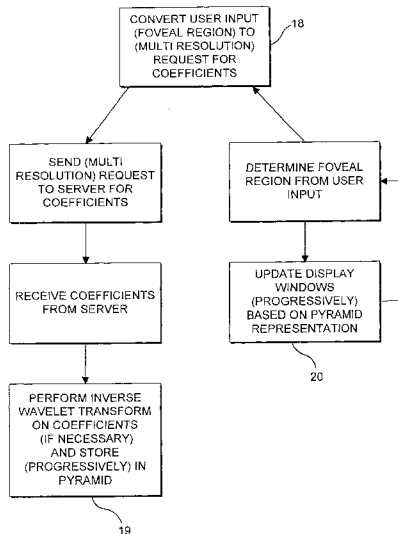 CONVERT USER INPUT
(FOVEAL REGION) TO
(MULTI RESOLUTION)
REQUEST FOR
COEFFICIENTS
18
SEND (MULTI
RESOLUTION) REQUEST
TO SERVER FOR
COEFFICIENTS
DETERMINE FOVEAL
REGION FROM USER
INPUT
RECEIVE COEFFICIENTS
FROM SERVER
UPDATE DISPLAY
WINDOWS
(PROGRESSIVELY)
BASED ON PYRAMID
REPRESENTATION
20
PERFORM INVERSE
WAVELET TRANSFORM
ON COEFFICIENTS
(IF NECESSARY)
AND STORE
(PROGRESSIVELY) IN
PYRAMID
19